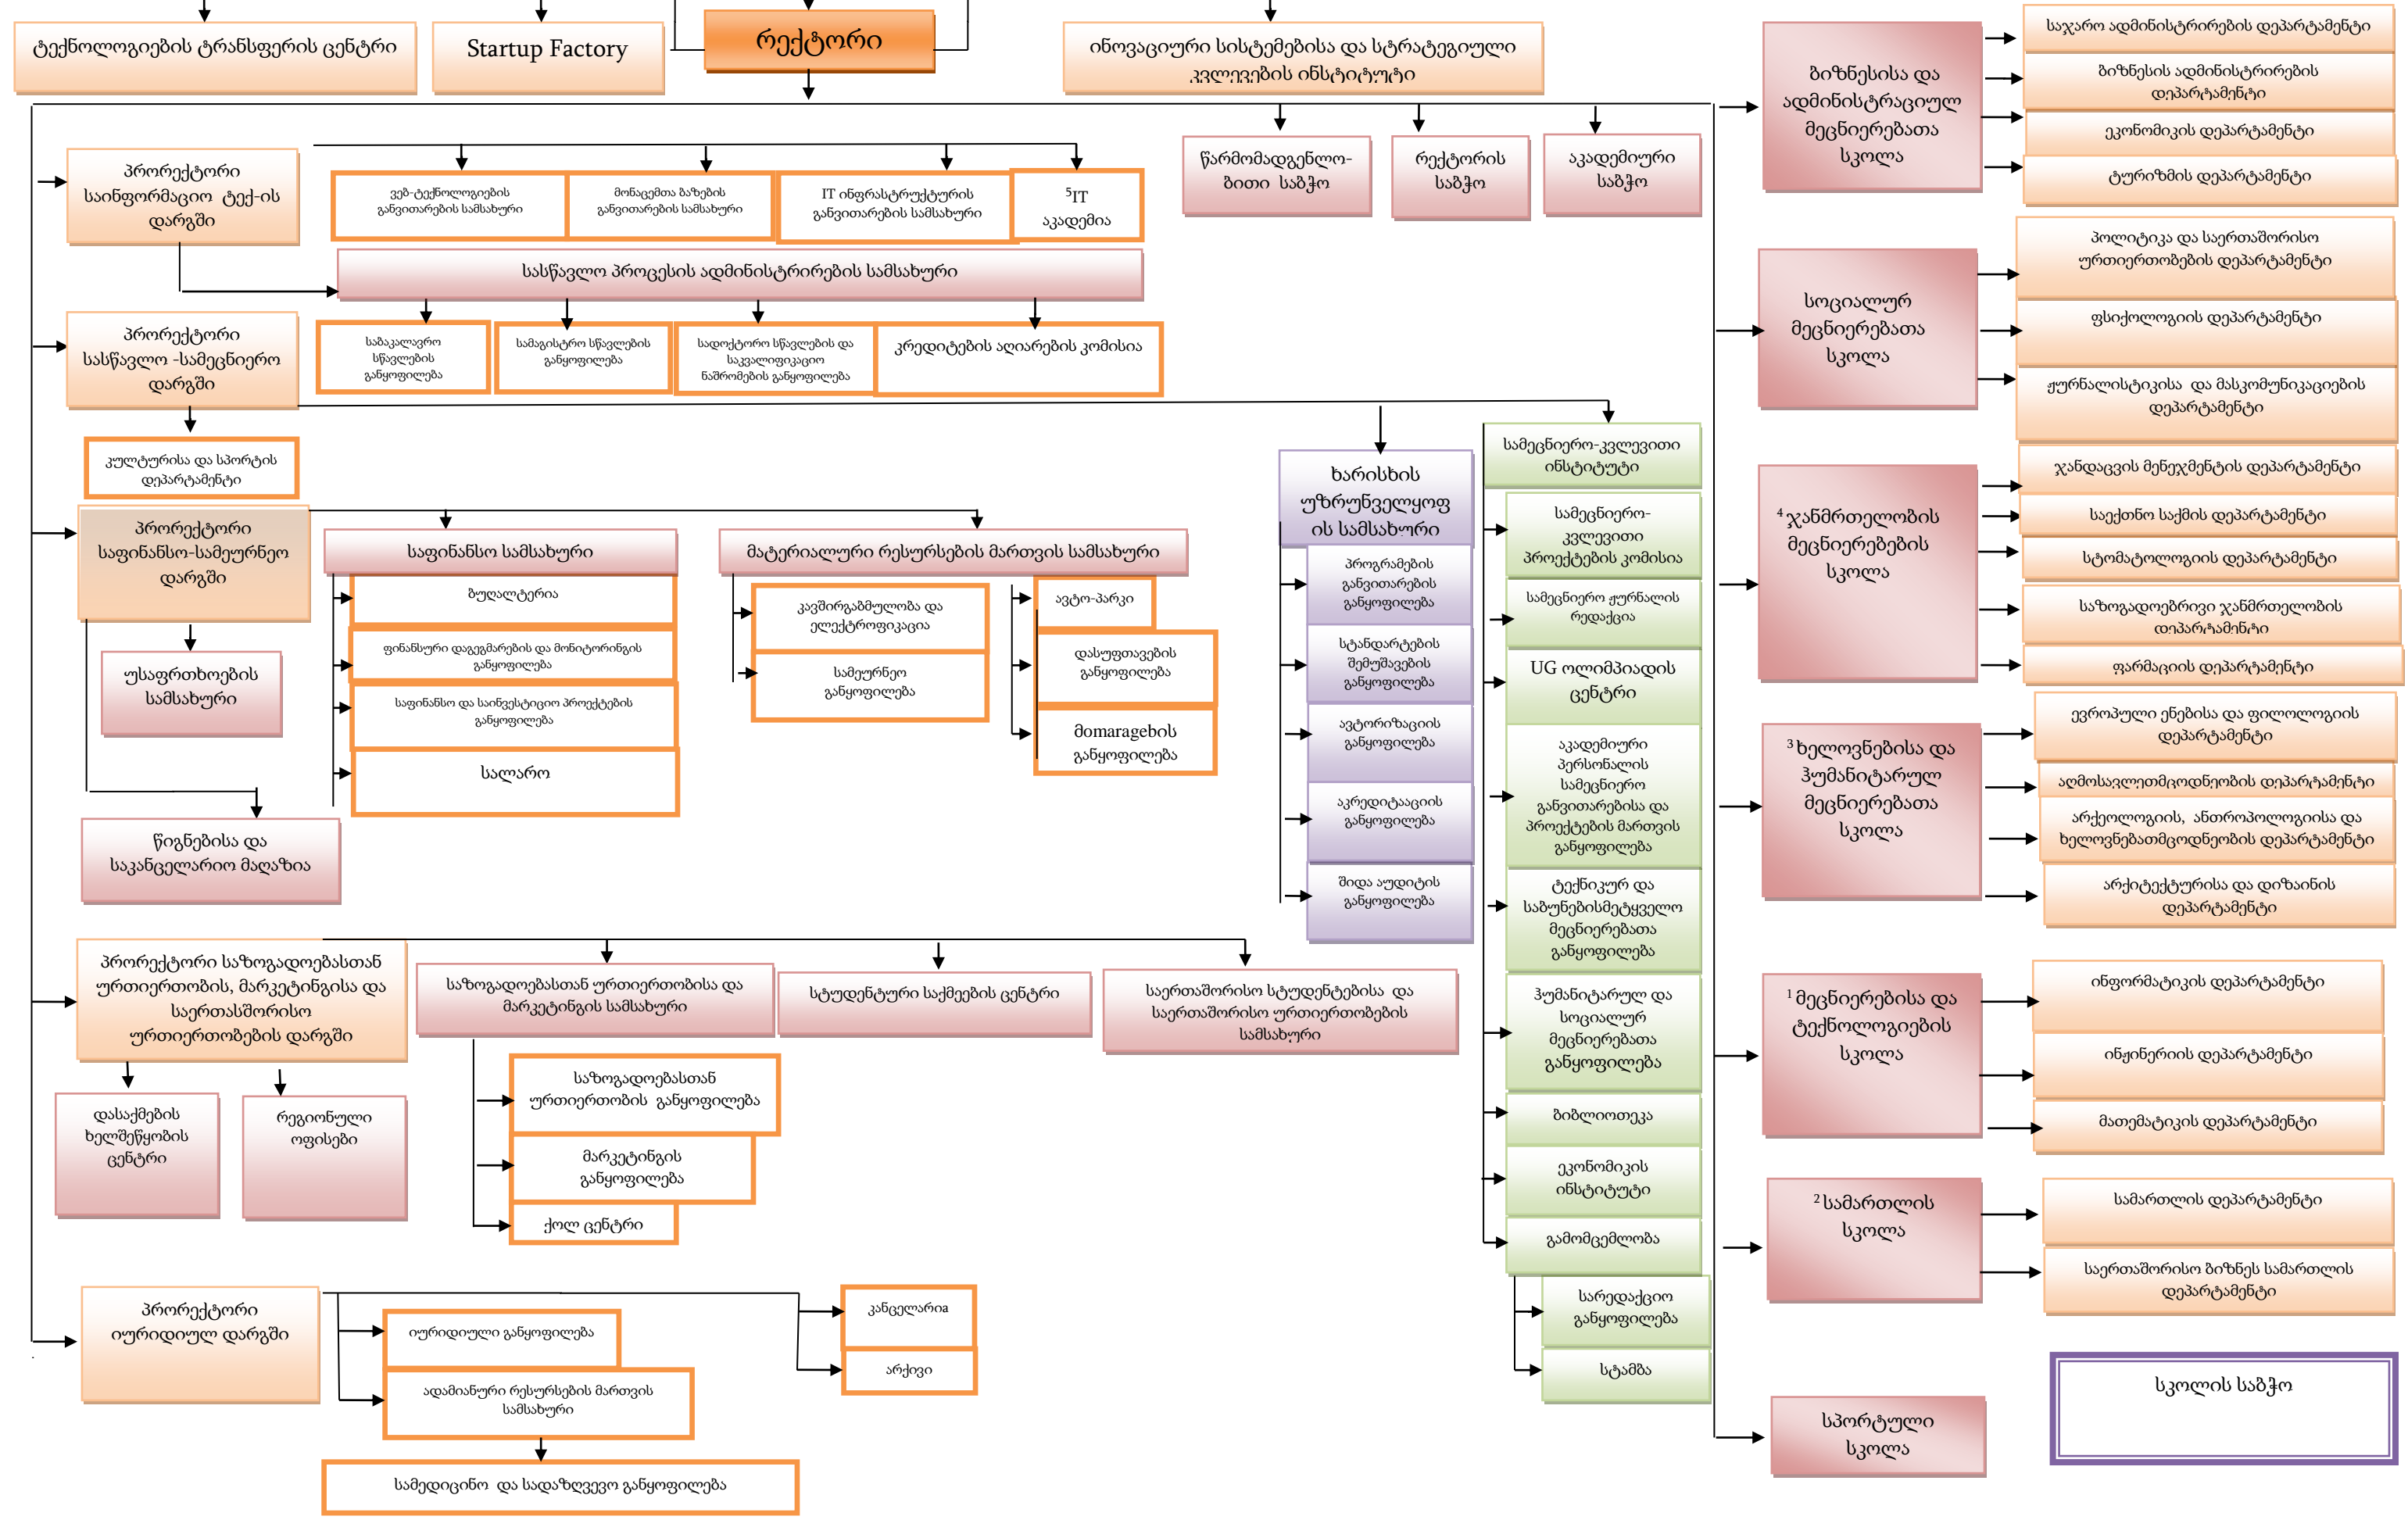 ტექნოლოგიების ტრანსფერის ცენტრი
Startup Factory
რექტორი
ინოვაციური სისტემებისა და სტრატეგიული
კვლევების ინსტიტუტი
წარმომადგენლო-
ბითი საბჭო
რექტორის
საბჭო
აკადემიური
საბჭო
პრორექტორი
საინფორმაციო ტექ-ის
დარგში
ვებ-ტექნოლოგიების
განვითარების სამსახური
მონაცემთა ბაზების
განვითარების სამსახური
IT ინფრასტრუქტურის
განვითარების სამსახური
⁵IT
აკადემია
სასწავლო პროცესის ადმინისტრირების სამსახური
პრორექტორი
სასწავლო -სამეცნიერო
დარგში
საბაკალავრო
სწავლების
განყოფილება
სამაგისტრო სწავლების
განყოფილება
სადოქტორო სწავლების და
საკვალიფიკაციო
ნაშრომების განყოფილება
კრედიტების აღიარების კომისია
კულტურისა და სპორტის
დეპარტამენტი
პრორექტორი
საფინანსო-სამეურნეო
დარგში
საფინანსო სამსახური
ბუღალტერია
ფინანსური დაგეგმარების და მონიტორინგის
განყოფილება
საფინანსო და საინვესტიციო პროექტების
განყოფილება
სალარო
მატერიალური რესურსების მართვის სამსახური
კავშირგაბმულობა და
ელექტროფიკაცია
სამეურნეო
განყოფილება
ავტო-პარკი
დასუფთავების
განყოფილება
მomaragebის
განყოფილება
უსაფრთხოების
სამსახური
წიგნებისა და
საკანცელარიო მაღაზია
ხარისხის
უზრუნველყოფ
ის სამსახური
პროგრამების
განვითარების
განყოფილება
სტანდარტების
შემუშავების
განყოფილება
ავტორიზაციის
განყოფილება
აკრედიტააციის
განყოფილება
შიდა აუდიტის
განყოფილება
სამეცნიერო-კვლევითი
ინსტიტუტი
სამეცნიერო-
კვლევითი
პროექტების კომისია
სამეცნიერო ჟურნალის
რედაქცია
UG ოლიმპიადის
ცენტრი
აკადემიური
პერსონალის
სამეცნიერო
განვითარებისა და
პროექტების მართვის
განყოფილება
ტექნიკურ და
საბუნებისმეტყველო
მეცნიერებათა
განყოფილება
ჰუმანიტარულ და
სოციალურ
მეცნიერებათა
განყოფილება
ბიბლიოთეკა
ეკონომიკის
ინსტიტუტი
გამომცემლობა
სარედაქციო
განყოფილება
სტამბა
პრორექტორი საზოგადოებასთან
ურთიერთობის, მარკეტინგისა და
საერთასშორისო
ურთიერთობების დარგში
საზოგადოებასთან ურთიერთობისა და
მარკეტინგის სამსახური
სტუდენტური საქმეების ცენტრი
საერთაშორისო სტუდენტებისა და
საერთაშორისო ურთიერთობების
სამსახური
დასაქმების
ხელშეწყობის
ცენტრი
რეგიონული
ოფისები
საზოგადოებასთან
ურთიერთობის განყოფილება
მარკეტინგის
განყოფილება
ქოლ ცენტრი
პრორექტორი
იურიდიულ დარგში
იურიდიული განყოფილება
ადამიანური რესურსების მართვის
სამსახური
სამედიცინო და სადაზღვევო განყოფილება
კანცელარიa
არქივი
ბიზნესისა და
ადმინისტრაციულ
მეცნიერებათა
სკოლა
საჯარო ადმინისტრირების დეპარტამენტი
ბიზნესის ადმინისტრირების
დეპარტამენტი
ეკონომიკის დეპარტამენტი
ტურიზმის დეპარტამენტი
სოციალურ
მეცნიერებათა
სკოლა
პოლიტიკა და საერთაშორისო
ურთიერთობების დეპარტამენტი
ფსიქოლოგიის დეპარტამენტი
ჟურნალისტიკისა და მასკომუნიკაციების
დეპარტამენტი
⁴ ჯანმრთელობის
მეცნიერებების
სკოლა
ჯანდაცვის მენეჯმენტის დეპარტამენტი
საექთნო საქმის დეპარტამენტი
სტომატოლოგიის დეპარტამენტი
საზოგადოებრივი ჯანმრთელობის
დეპარტამენტი
ფარმაციის დეპარტამენტი
³ ხელოვნებისა და
ჰუმანიტარულ
მეცნიერებათა
სკოლა
ევროპული ენებისა და ფილოლოგიის
დეპარტამენტი
აღმოსავლეთმცოდნეობის დეპარტამენტი
არქეოლოგიის, ანთროპოლოგიისა და
ხელოვნებათმცოდნეობის დეპარტამენტი
არქიტექტურისა და დიზაინის
დეპარტამენტი
¹ მეცნიერებისა და
ტექნოლოგიების
სკოლა
ინფორმატიკის დეპარტამენტი
ინჟინერიის დეპარტამენტი
მათემატიკის დეპარტამენტი
² სამართლის
სკოლა
სამართლის დეპარტამენტი
საერთაშორისო ბიზნეს სამართლის
დეპარტამენტი
სპორტული
სკოლა
სკოლის საბჭო